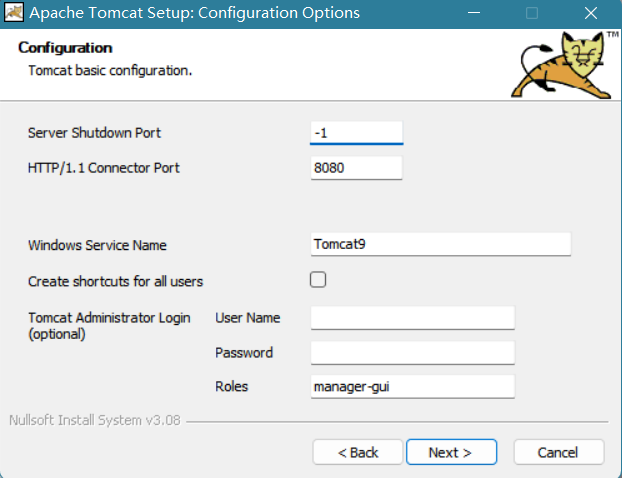 Apache Tomcat Setup: Configuration Options
Configuration
Tomcat basic configuration.
TM
Server Shutdown Port
-1
HTTP/1.1 Connector Port
8080
Windows Service Name
Tomcat9
Create shortcuts for all users
Tomcat Administrator Login
(optional)
User Name
Password
Roles
manager-gui
Nullsoft Install System v3.08
< Back
Next >
Cancel